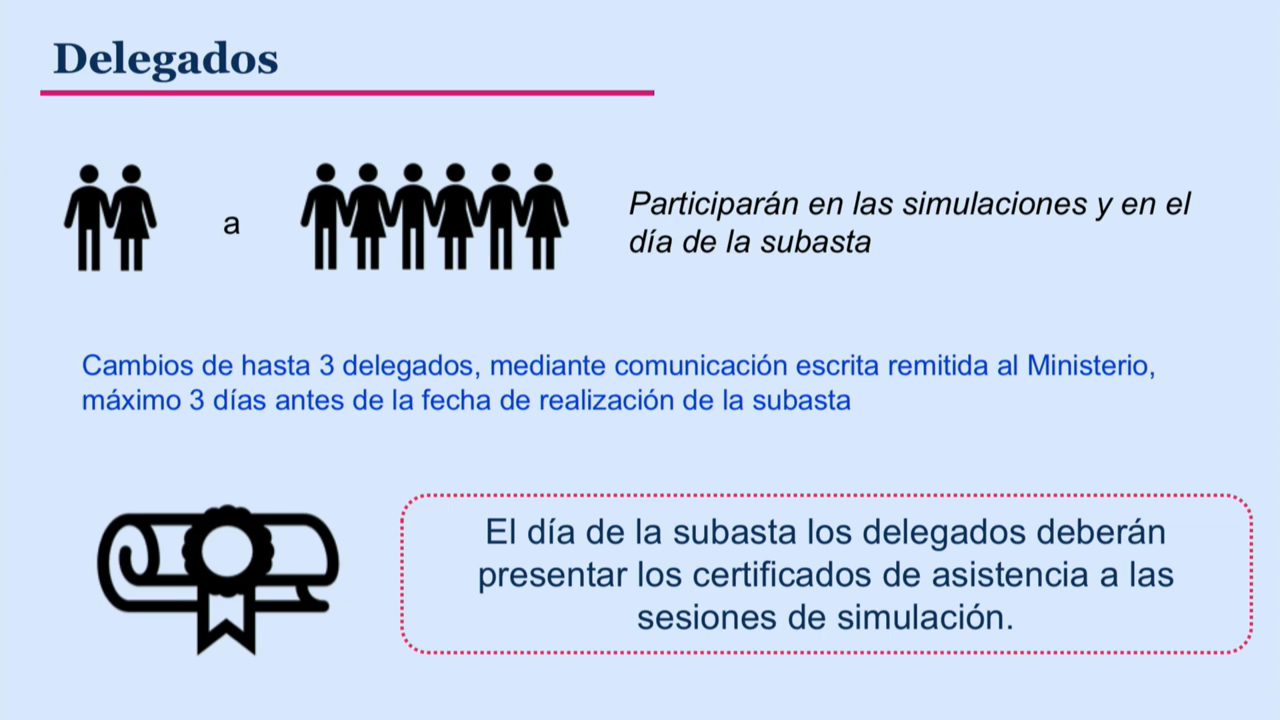 Delegados
a
Participarán en las simulaciones y en el
día de la subasta
Cambios de hasta 3 delegados, mediante comunicación escrita remitida al Ministerio,
máximo 3 días antes de la fecha de realización de la subasta
El día de la subasta los delegados deberán
presentar los certificados de asistencia a las
sesiones de simulación.